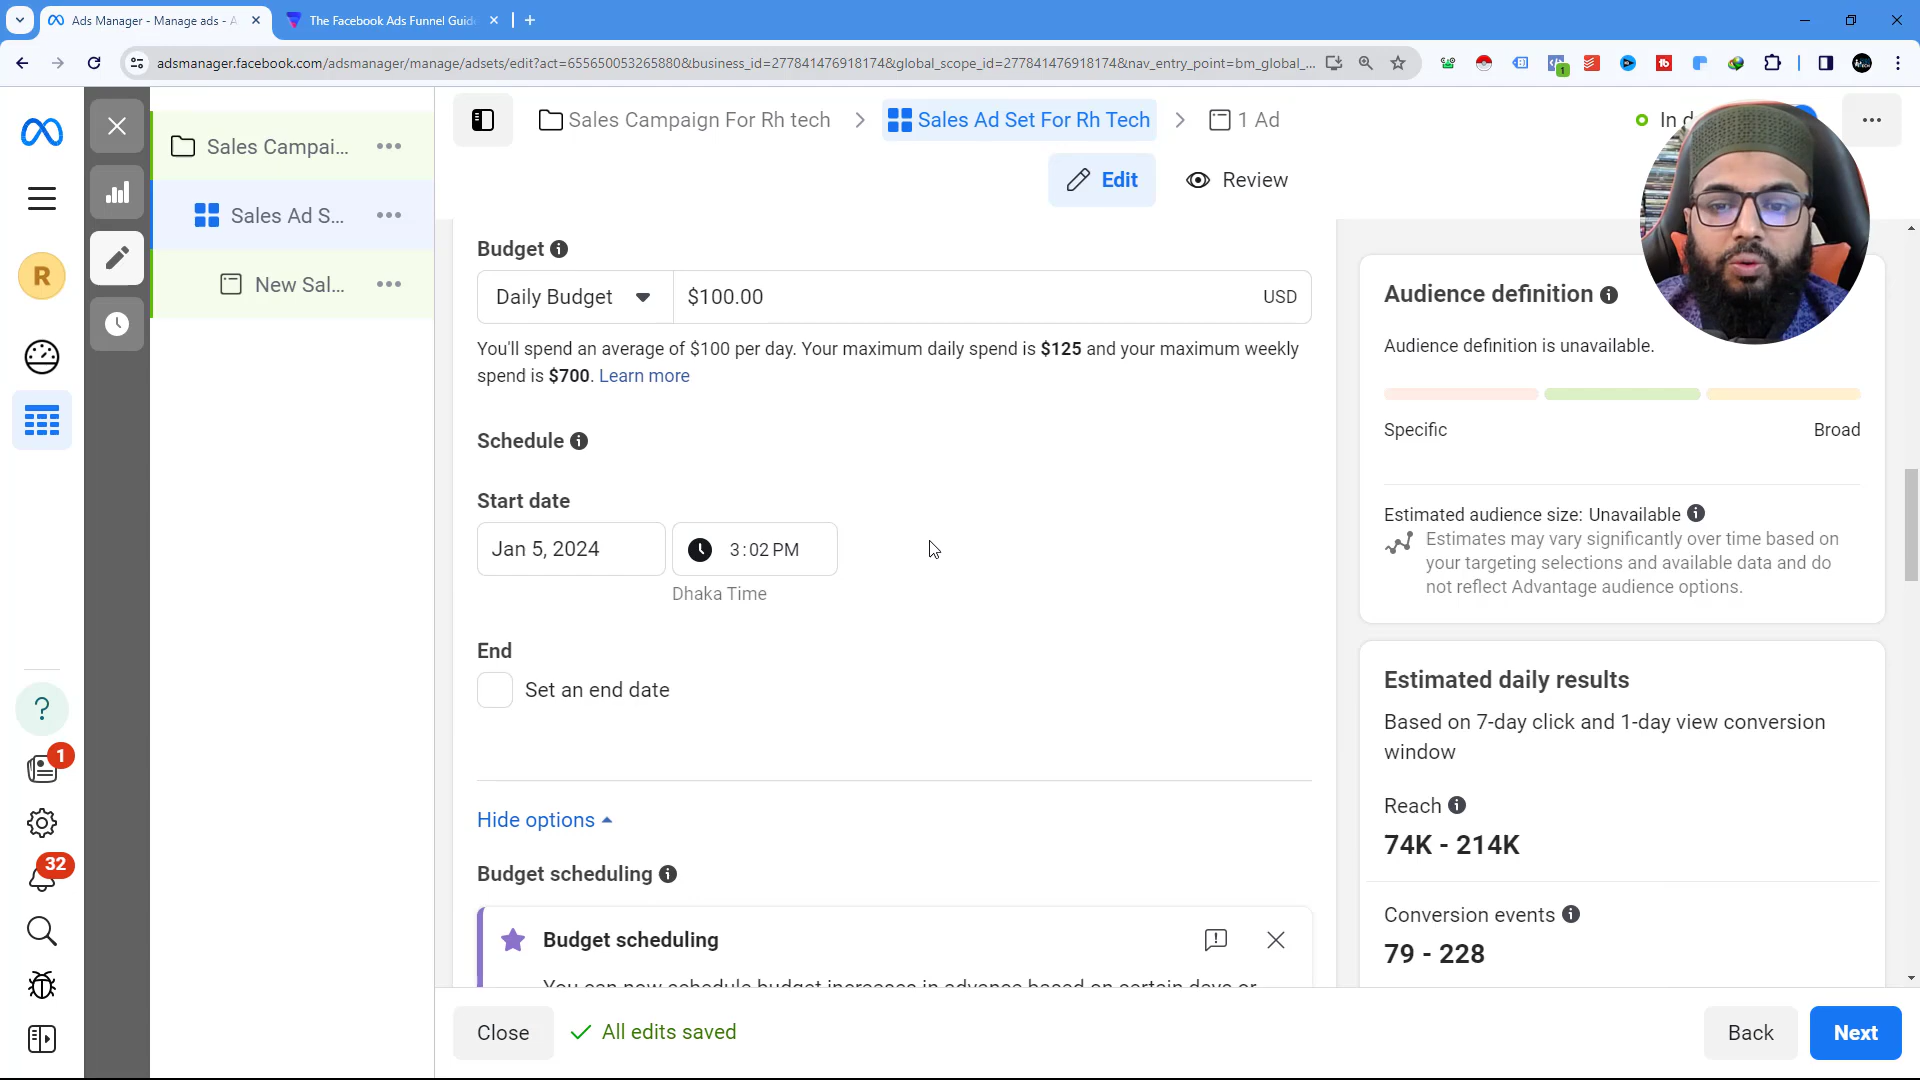 Ads Manager - Manage ads - A
The Facebook Ads Funnel Guid
adsmanager.facebook.com/adsmanager/manage/adsets/edit?act=655650053265880&business_id=277841476918174&global_scope_id=277841476918174&nav_entry_point=bm_global_...
1
Sales Campai...
Sales Ad S...
New Sal...
R
1
32
?
Sales Campaign For Rh tech
Sales Ad Set For Rh Tech
1 Ad
In d
Edit
Review
Budget
Daily Budget
$100.00
USD
You'll spend an average of $100 per day. Your maximum daily spend is $125 and your maximum weekly
spend is $700. Learn more
Schedule
Start date
Jan 5, 2024
3:02 PM
Dhaka Time
End
Set an end date
Hide options
Budget scheduling
Budget scheduling
You can now schedule budget increases in advance based on certain days or
Close
All edits saved
Back
Next
Audience definition
Audience definition is unavailable.
Specific
Broad
Estimated audience size: Unavailable
Estimates may vary significantly over time based on
your targeting selections and available data and do
not reflect Advantage audience options.
Estimated daily results
Based on 7-day click and 1-day view conversion
window
Reach
74K - 214K
Conversion events
79 - 228